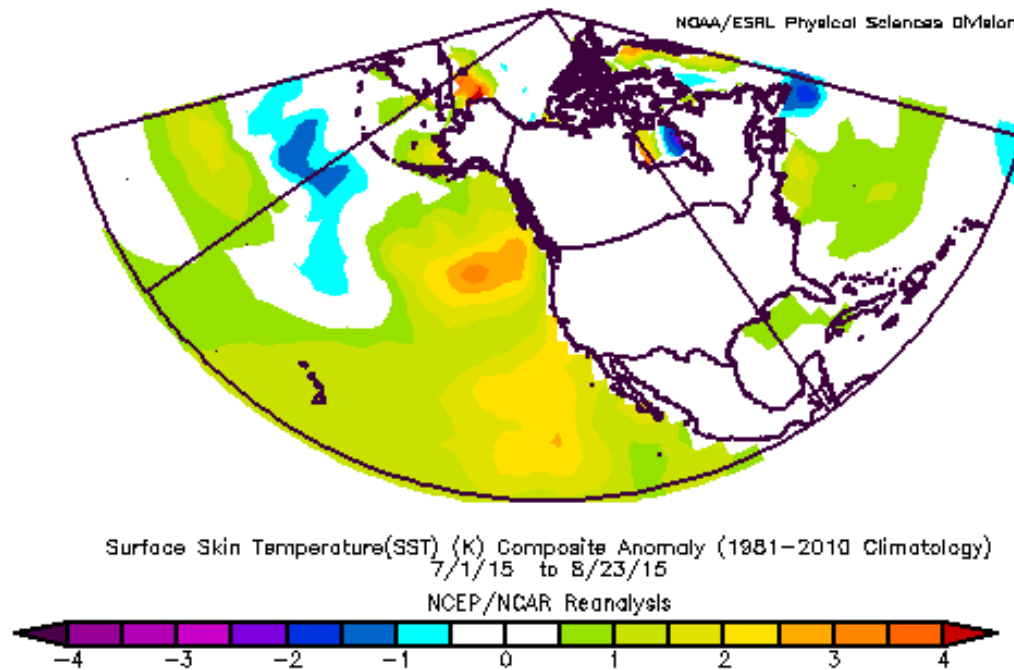 NOAA/ESRL Physical Sciences Division
Surface Skin Temperature(SST) (K) Composite Anomaly (1981-2010 Climatology)
7/1/15 to 8/23/15
NCEP/NCAR Reanalysis
-4 -3 -2 -1 0 1 2 3 4